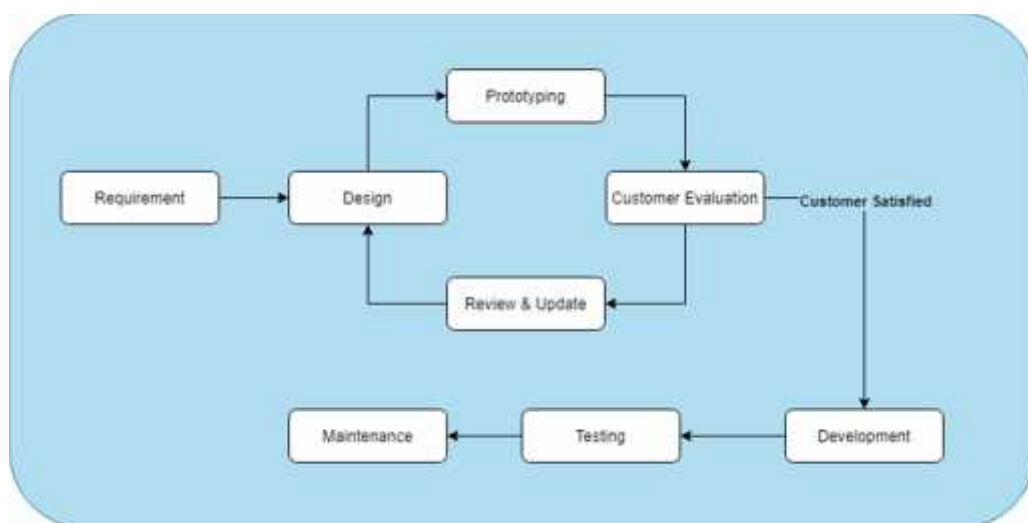 Prototyping
Requirement
Design
Customer Evaluation
Customer Satisfied
Review & Update
Maintenance
Testing
Development